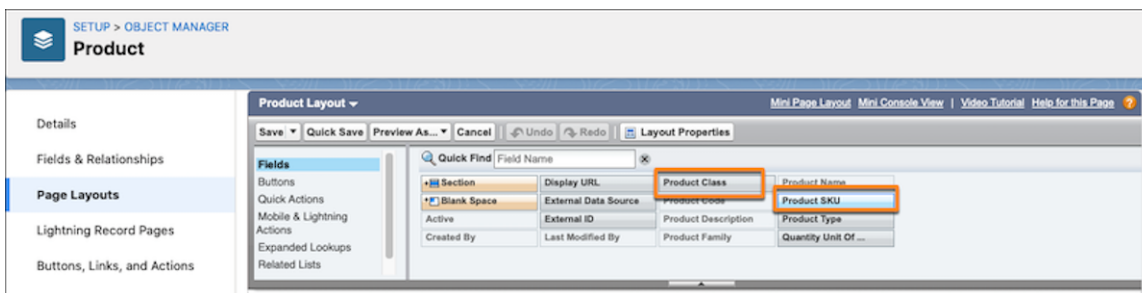 SETUP > OBJECT MANAGER
Product
Details
Fields & Relationships
Page Layouts
Lightning Record Pages
Buttons, Links, and Actions
Product Layout
Mini Page Layout Mini Console View | Video Tutorial Help for this Page ?
Save Quick Save Preview As... Cancel Undo Redo Layout Properties
Fields
Buttons
Quick Actions
Mobile & Lightning
Actions
Expanded Lookups
Related Lists
Quick Find Field Name
Section Display URL Product Class Product Name
Blank Space External Data Source Product Code Product SKU
Active External ID Product Description Product Type
Created By Last Modified By Product Family Quantity Unit Of ...